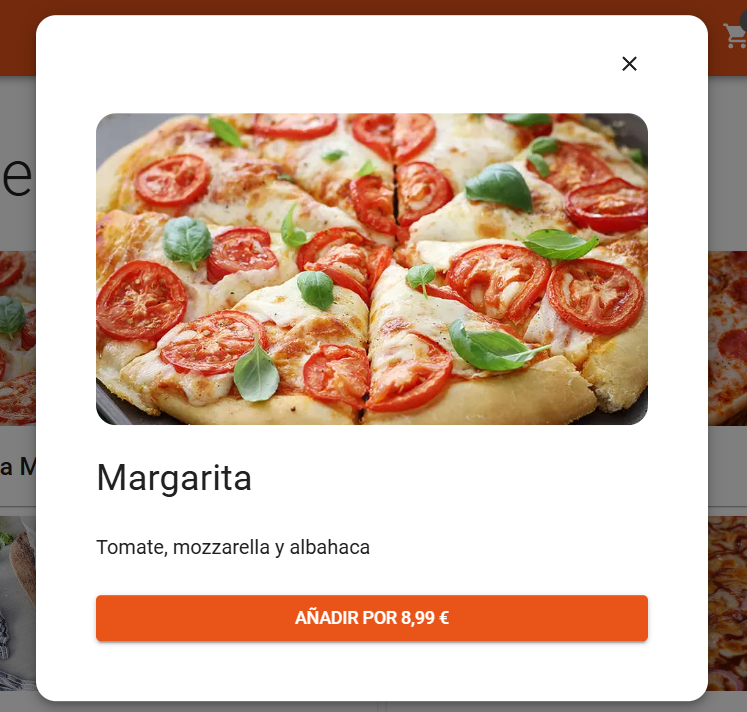 e
a M
Margarita
Tomate, mozzarella y albahaca
AÑADIR POR 8,99 €